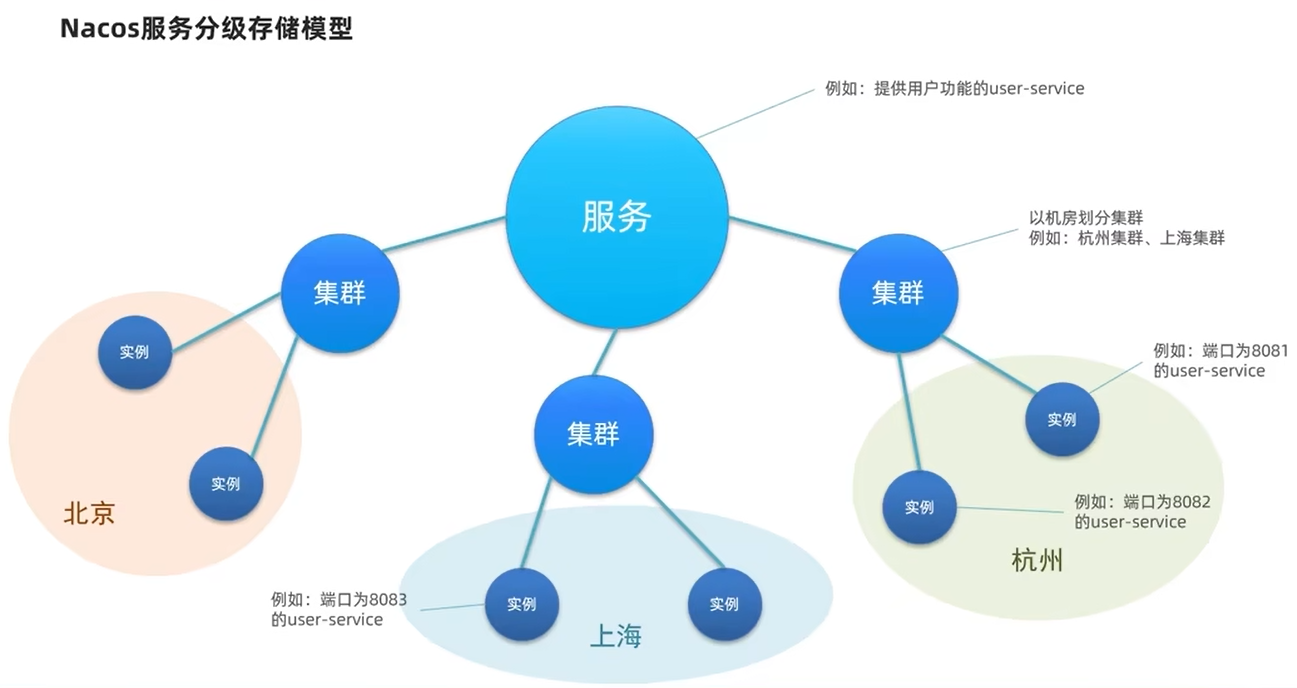 Nacos服务分级存储模型
例如：提供用户功能的user-service
服务
以机房划分集群
例如：杭州集群、上海集群
集群
集群
实例
例如：端口为8081
的user-service
实例
集群
实例
北京
实例
例如：端口为8082
的user-service
杭州
例如：端口为8083
的user-service
实例
实例
上海